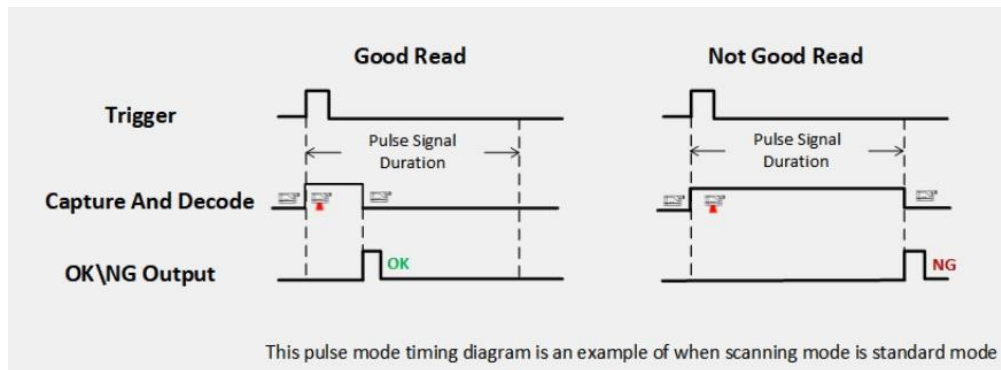 Good Read
Not Good Read
Trigger
Pulse Signal
Duration
Pulse Signal
Duration
Capture And Decode
OK\NG Output
OK
NG
This pulse mode timing diagram is an example of when scanning mode is standard mode